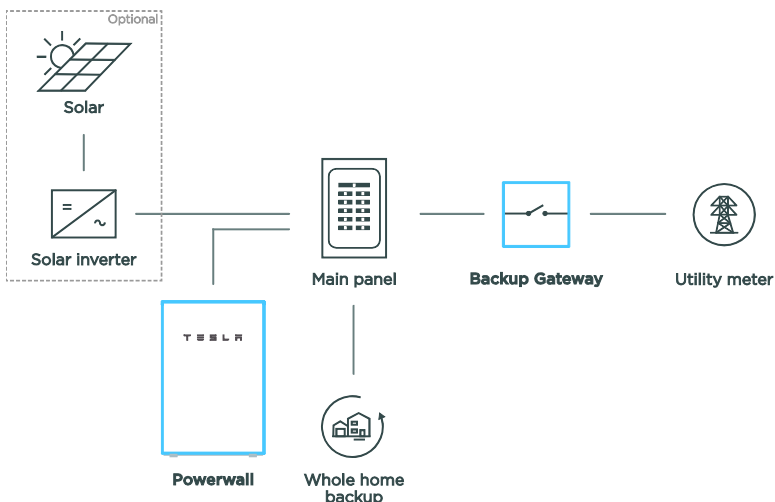 Optional
Solar
Solar inverter
Main panel
Backup Gateway
Utility meter
TESLA
Powerwall
Whole home
backup